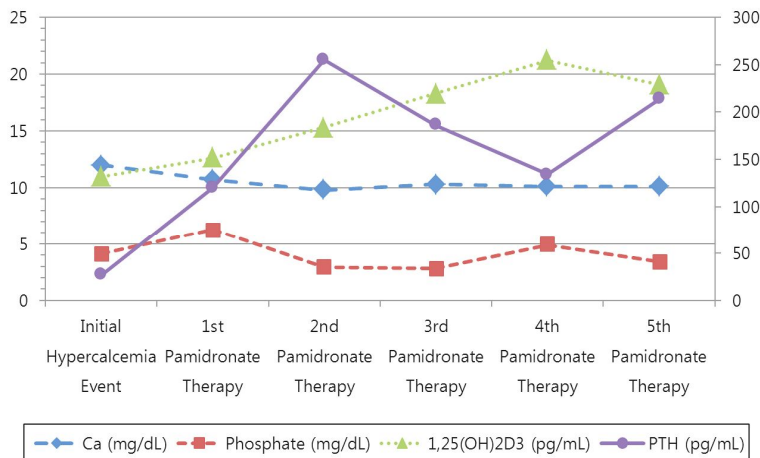 25
20
15
10
5
0
300
250
200
150
100
50
0
Initial Hypercalcemia Event
1st Pamidronate Therapy
2nd Pamidronate Therapy
3rd Pamidronate Therapy
4th Pamidronate Therapy
5th Pamidronate Therapy
Ca (mg/dL) Phosphate (mg/dL) 1,25(OH)2D3 (pg/mL) PTH (pg/mL)